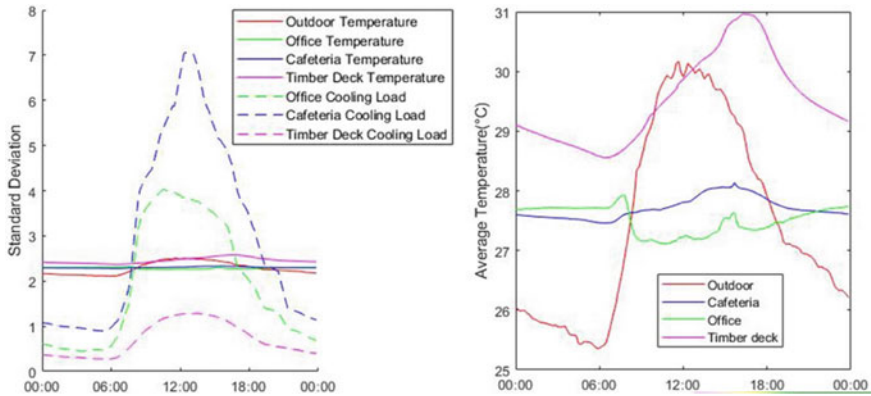 8
7
6
5
4
3
2
1
0
Standard Deviation
00:00 06:00 12:00 18:00 00:00
Outdoor Temperature
Office Temperature
Cafeteria Temperature
Timber Deck Temperature
Office Cooling Load
Cafeteria Cooling Load
Timber Deck Cooling Load
31
30
29
28
27
26
25
Average Temperature(°C)
00:00 06:00 12:00 18:00 00:00
Outdoor
Cafeteria
Office
Timber deck